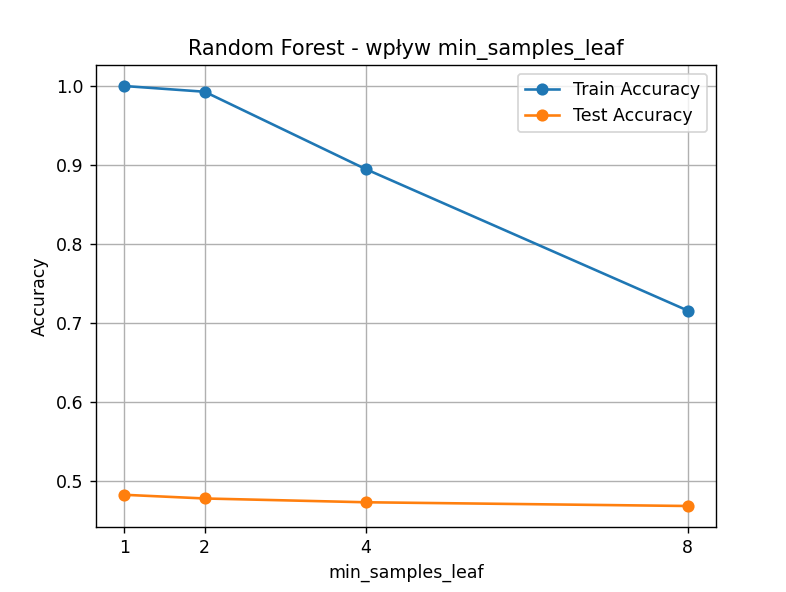 Random Forest - wpływ min_samples_leaf
Train Accuracy
Test Accuracy
Accuracy
1.0
0.9
0.8
0.7
0.6
0.5
1
2
4
8
min_samples_leaf